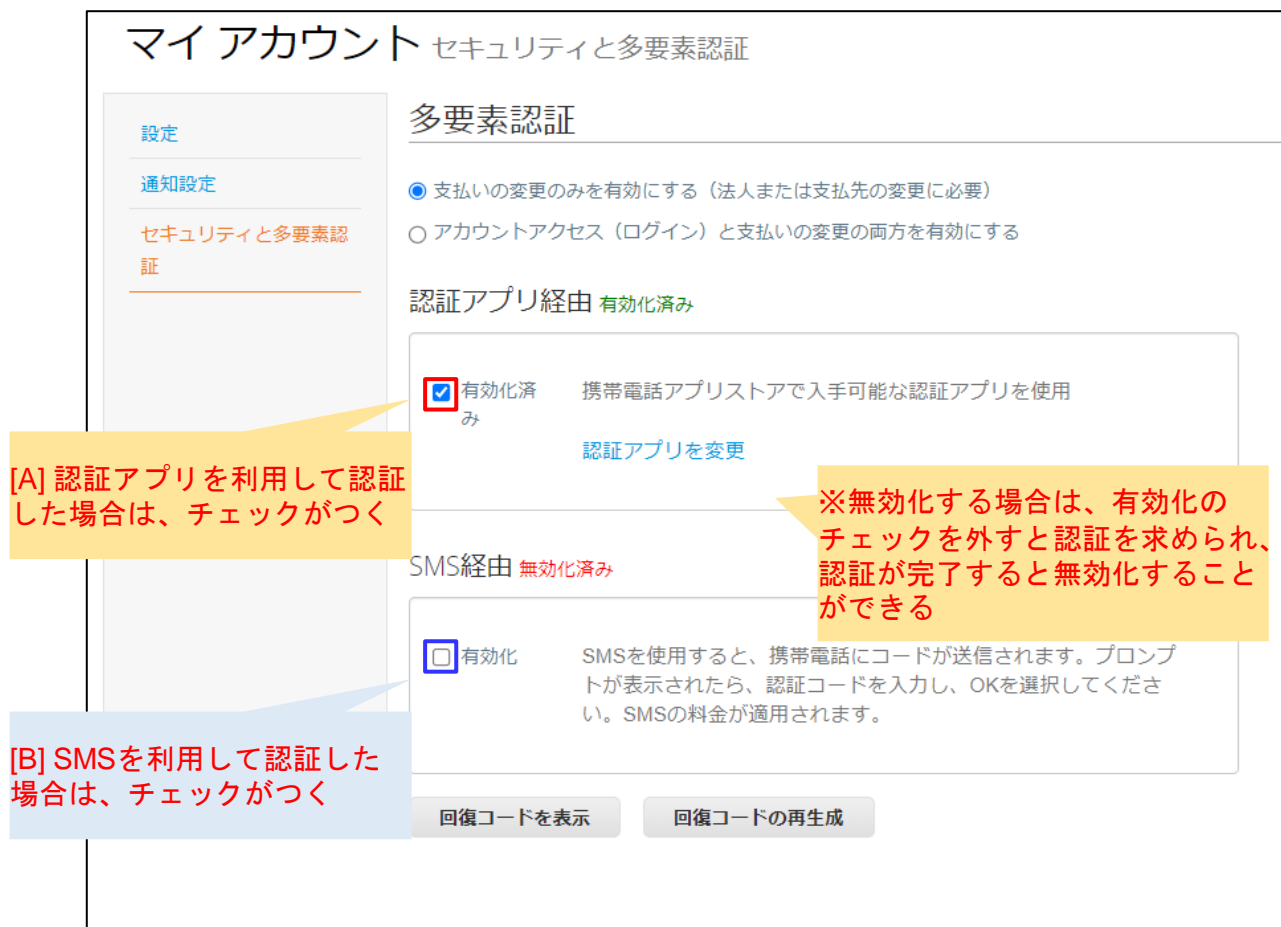 マイ アカウント セキュリティと多要素認証
設定
通知設定
セキュリティと多要素認
証
多要素認証
支払いの変更のみを有効にする（法人または支払先の変更に必要）
アカウントアクセス（ログイン）と支払いの変更の両方を有効にする
認証アプリ経由 有効化済み
有効化済
み
携帯電話アプリストアで入手可能な認証アプリを使用
認証アプリを変更
[A] 認証アプリを利用して認証
した場合は、チェックがつく
※無効化する場合は、有効化の
チェックを外すと認証を求められ、
認証が完了すると無効化すること
ができる
SMS経由 無効化済み
有効化
SMSを使用すると、携帯電話にコードが送信されます。プロンプ
トが表示されたら、認証コードを入力し、OKを選択してくださ
い。SMSの料金が適用されます。
[B] SMSを利用して認証した
場合は、チェックがつく
回復コードを表示
回復コードの再生成